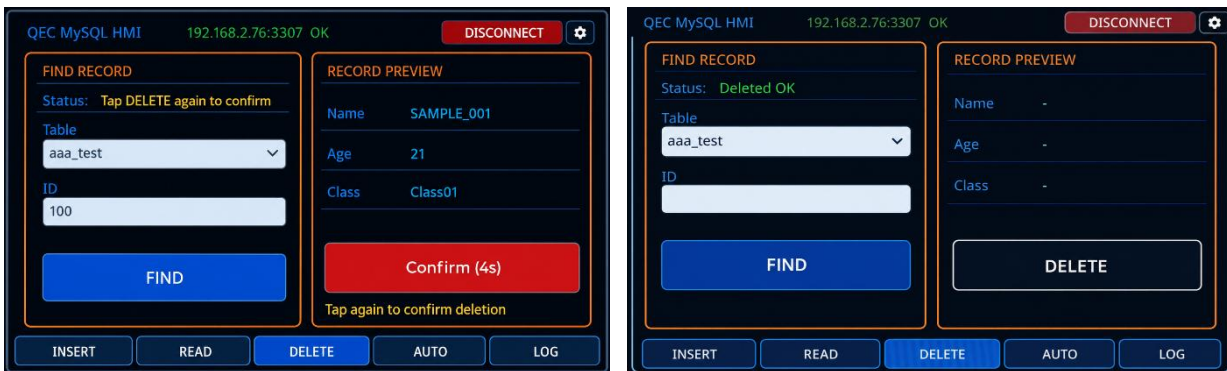 QEC MySQL HMI 192.168.2.76:3307 OK DISCONNECT
FIND RECORD
Status: Tap DELETE again to confirm
Table
aaa_test
ID
100
FIND
RECORD PREVIEW
Name SAMPLE_001
Age 21
Class Class01
Confirm (4s)
Tap again to confirm deletion
INSERT READ DELETE AUTO LOG
QEC MySQL HMI 192.168.2.76:3307 OK DISCONNECT
FIND RECORD
Status: Deleted OK
Table
aaa_test
ID
FIND
RECORD PREVIEW
Name -
Age -
Class -
DELETE
INSERT READ DELETE AUTO LOG